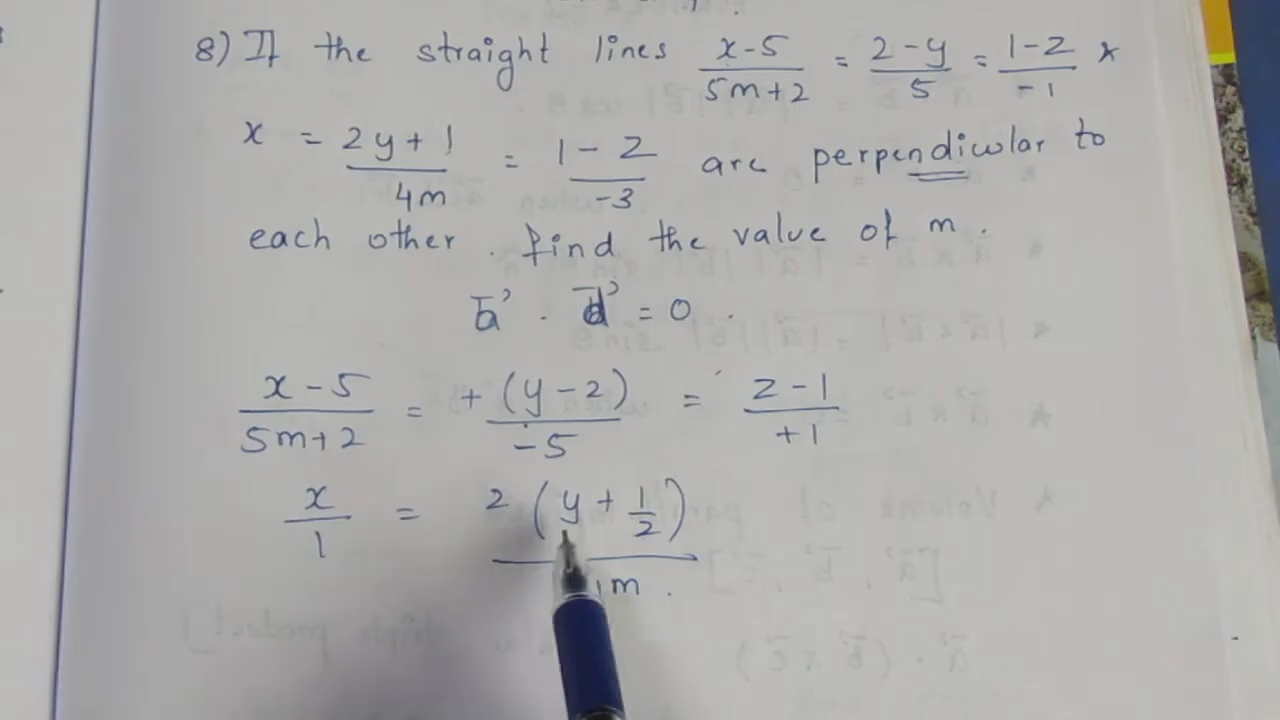 8) If the straight lines x-5/5m+2 = 2-y/5 = 1-z/-1 *
x = 2y+1/4m = 1-z/-3 are perpendicular to
each other . find the value of m .
. = 0 .
x-5/5m+2 = +(y-2)/-5 = z-1/+1
x/1 = 2(y+1/2)/ m .